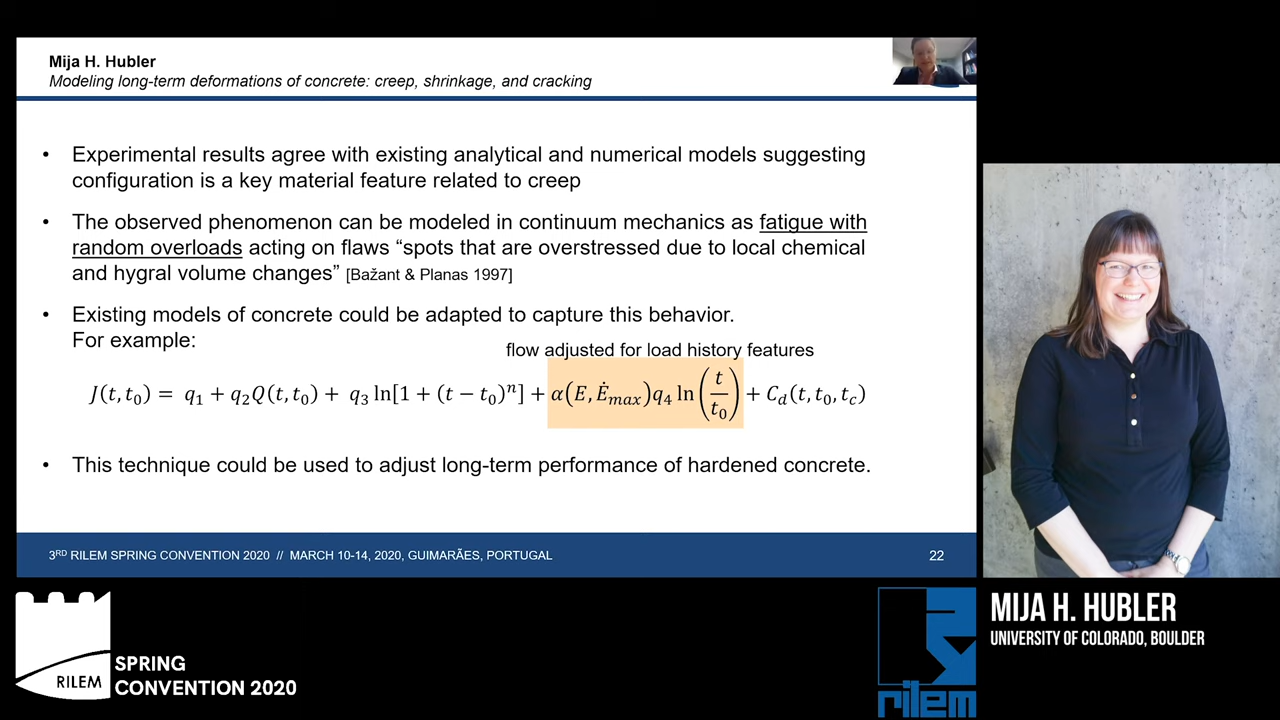 Mija H. Hubler
Modeling long-term deformations of concrete: creep, shrinkage, and cracking
• Experimental results agree with existing analytical and numerical models suggesting
configuration is a key material feature related to creep
• The observed phenomenon can be modeled in continuum mechanics as fatigue with
random overloads acting on flaws “spots that are overstressed due to local chemical
and hygral volume changes” [Bažant & Planas 1997]
• Existing models of concrete could be adapted to capture this behavior.
For example:
flow adjusted for load history features
J(t, t₀) = q₁ + q₂Q(t, t₀) + q₃ ln[1 + (t − t₀)ⁿ] + α(E, Ė_max)q₄ ln(t/t₀) + C_d(t, t₀, t_c)
• This technique could be used to adjust long-term performance of hardened concrete.
3RD RILEM SPRING CONVENTION 2020 // MARCH 10-14, 2020, GUIMARÃES, PORTUGAL
22
MIJA H. HUBLER
UNIVERSITY OF COLORADO, BOULDER
RILEM
SPRING
CONVENTION 2020
rilem